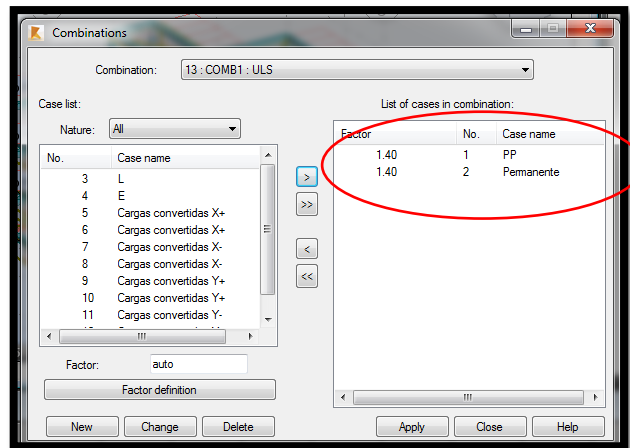 Combinations
Combination: 13 : COMB1 : ULS
Case list:
List of cases in combination:
Nature: All
No. Case name
3 L
4 E
5 Cargas convertidas X+
6 Cargas convertidas X+
7 Cargas convertidas X-
8 Cargas convertidas X-
9 Cargas convertidas Y+
10 Cargas convertidas Y+
11 Cargas convertidas Y-
>
>>
<
<<
Factor No. Case name
1.40 1 PP
1.40 2 Permanente
Factor: auto
Factor definition
New Change Delete
Apply Close Help